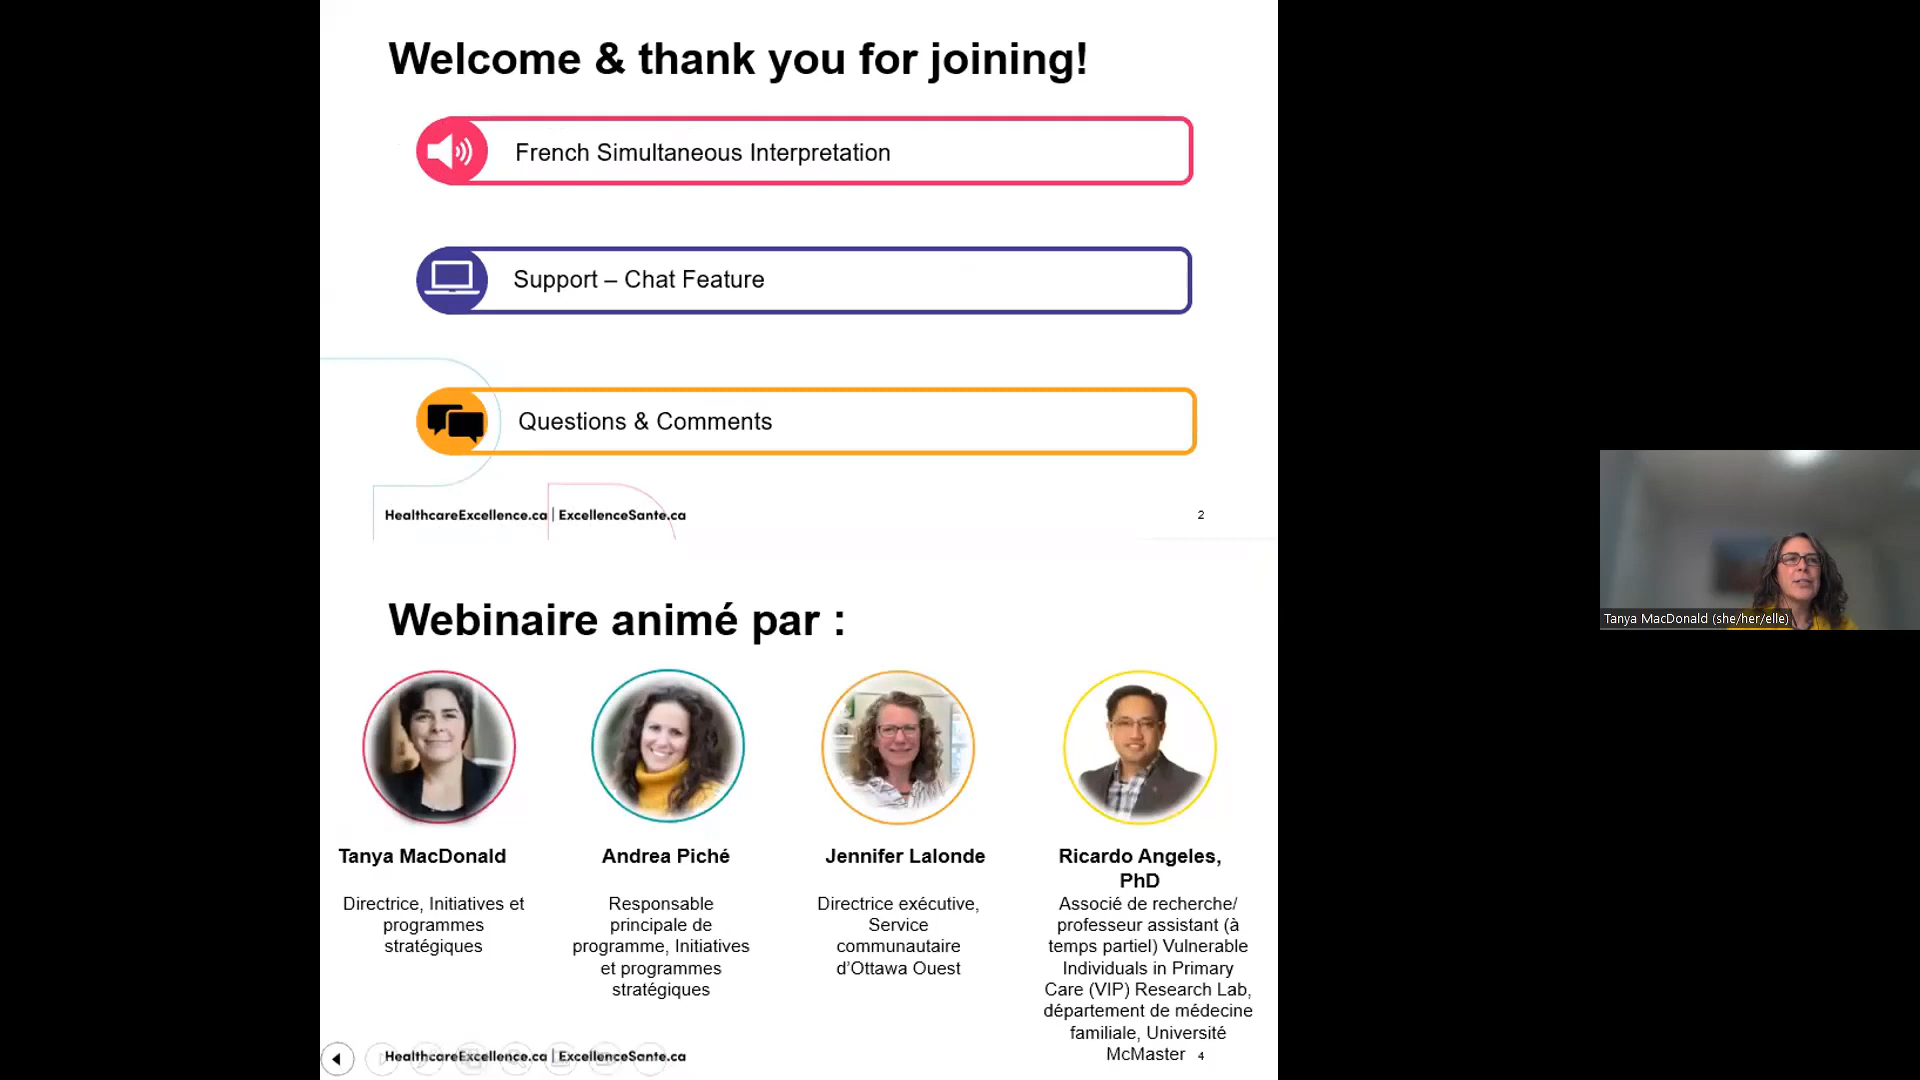 Welcome & thank you for joining!
French Simultaneous Interpretation
Support – Chat Feature
Questions & Comments
HealthcareExcellence.ca | ExcellenceSante.ca
2
Webinaire animé par :
Tanya MacDonald
Directrice, Initiatives et
programmes
stratégiques
Andrea Piché
Responsable
principale de
programme, Initiatives
et programmes
stratégiques
Jennifer Lalonde
Directrice exécutive,
Service
communautaire
d’Ottawa Ouest
Ricardo Angeles,
PhD
Associé de recherche/
professeur assistant (à
temps partiel) Vulnerable
Individuals in Primary
Care (VIP) Research Lab,
département de médecine
familiale, Université
McMaster
HealthcareExcellence.ca | ExcellenceSante.ca
4
Tanya MacDonald (she/her/elle)